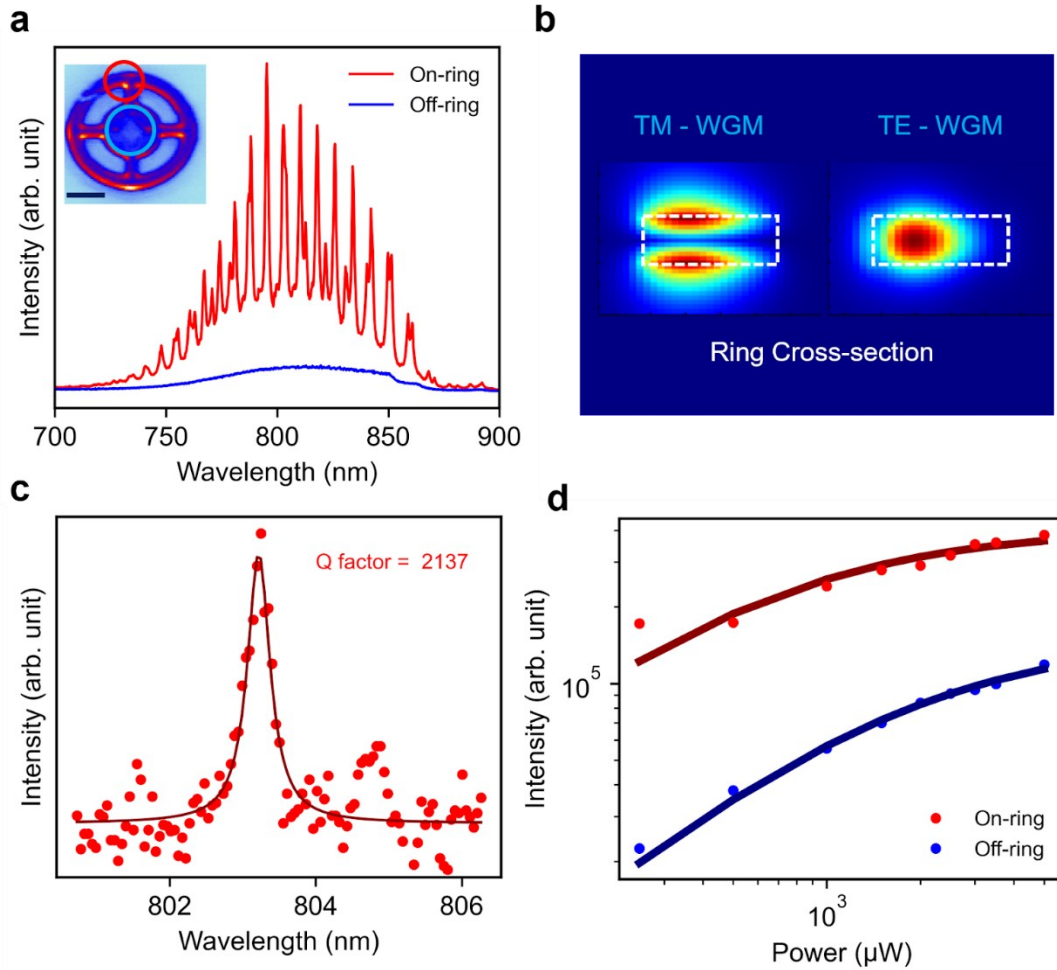 a
On-ring
Off-ring
Intensity (arb. unit)
700 750 800 850 900
Wavelength (nm)
b
TM - WGM TE - WGM
Ring Cross-section
c
Q factor = 2137
Intensity (arb. unit)
802 804 806
Wavelength (nm)
d
10⁵
Intensity (arb. unit)
On-ring
Off-ring
10³
Power (µW)